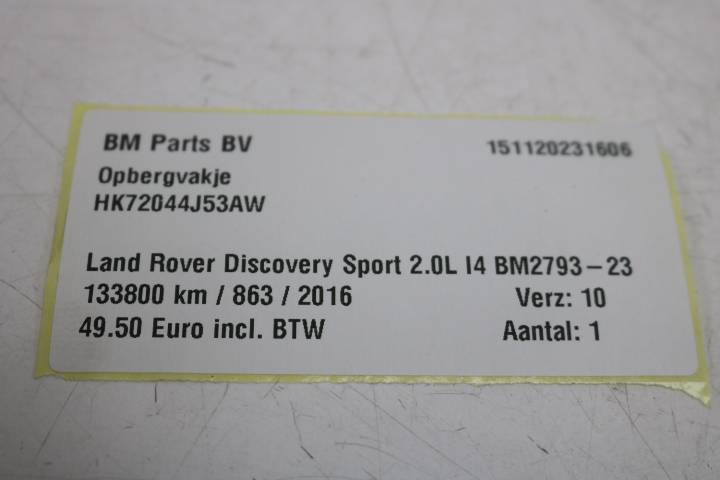 BM Parts BV 151120231606
Opbergvakje
HK72044J53AW
Land Rover Discovery Sport 2.0L I4 BM2793-23
133800 km / 863 / 2016 Verz: 10
49.50 Euro incl. BTW Aantal: 1